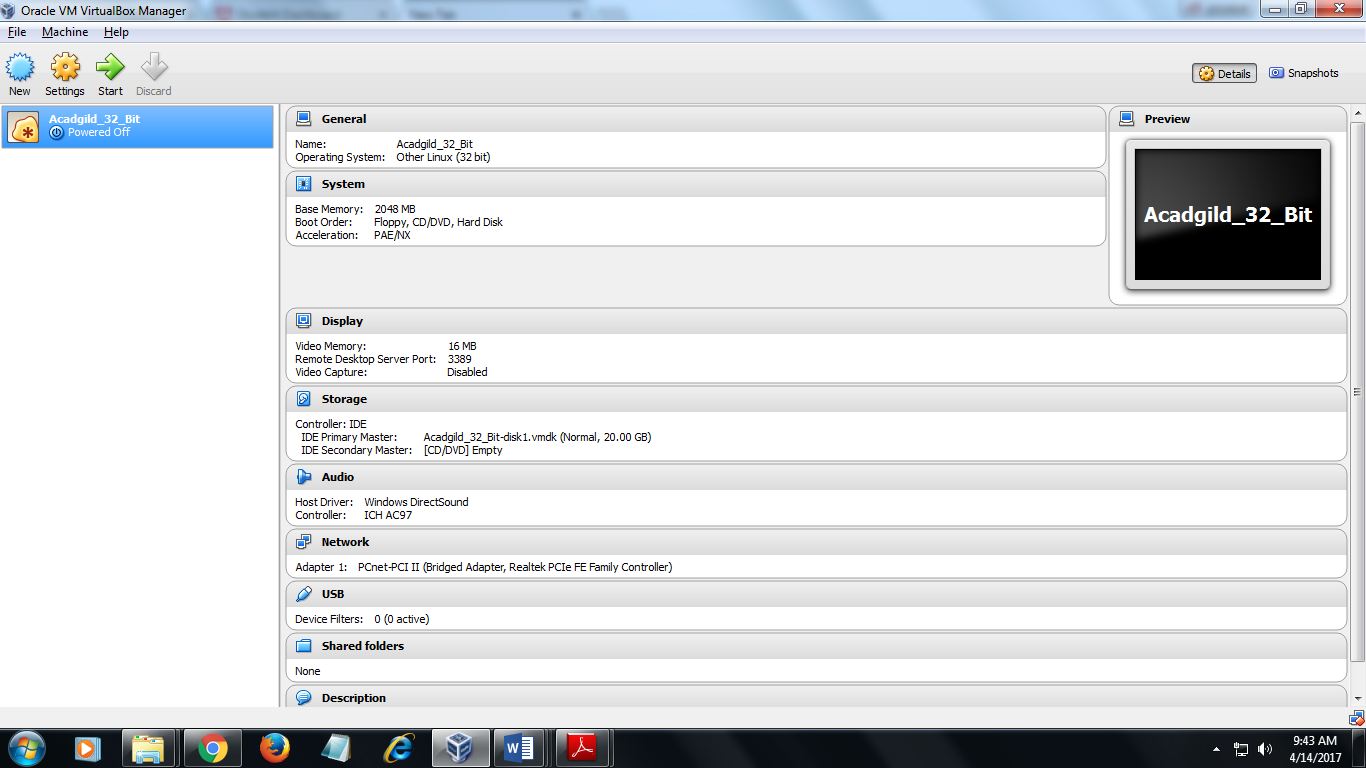 Oracle VM VirtualBox Manager
File Machine Help
New Settings Start Discard
Details Snapshots
Acadgild_32_Bit
Powered Off
General
Name: Acadgild_32_Bit
Operating System: Other Linux (32 bit)
System
Base Memory: 2048 MB
Boot Order: Floppy, CD/DVD, Hard Disk
Acceleration: PAE/NX
Preview
Acadgild_32_Bit
Display
Video Memory: 16 MB
Remote Desktop Server Port: 3389
Video Capture: Disabled
Storage
Controller: IDE
IDE Primary Master: Acadgild_32_Bit-disk1.vmdk (Normal, 20.00 GB)
IDE Secondary Master: [CD/DVD] Empty
Audio
Host Driver: Windows DirectSound
Controller: ICH AC97
Network
Adapter 1: PCnet-PCI II (Bridged Adapter, Realtek PCIe FE Family Controller)
USB
Device Filters: 0 (0 active)
Shared folders
None
Description
9:43 AM
4/14/2017